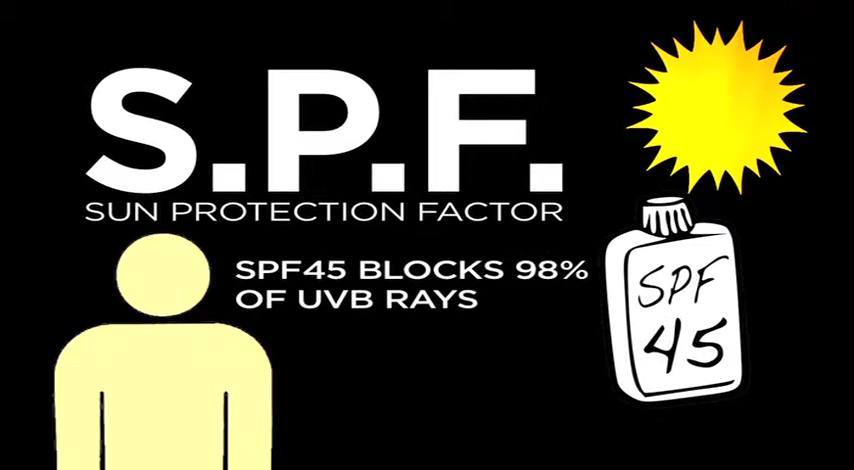 S.P.F.
SUN PROTECTION FACTOR
SPF45 BLOCKS 98%
OF UVB RAYS
SPF
45